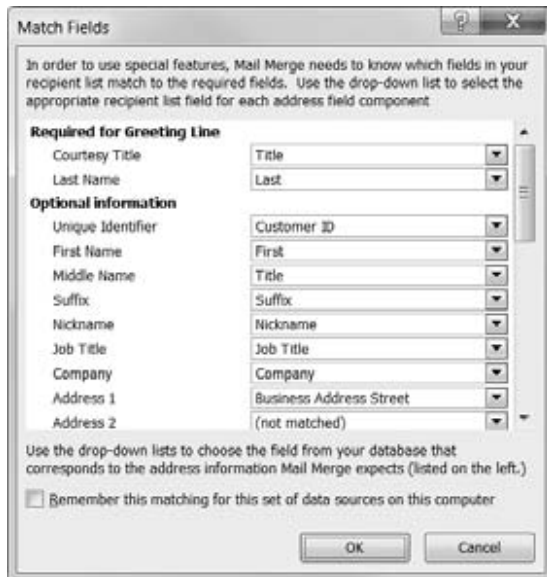 Match Fields
In order to use special features, Mail Merge needs to know which fields in your
recipient list match to the required fields.  Use the drop-down list to select the
appropriate recipient list field for each address field component
Required for Greeting Line
Courtesy Title Title
Last Name Last
Optional information
Unique Identifier Customer ID
First Name First
Middle Name Title
Suffix Suffix
Nickname Nickname
Job Title Job Title
Company Company
Address 1 Business Address Street
Address 2 (not matched)
Use the drop-down lists to choose the field from your database that
corresponds to the address information Mail Merge expects (listed on the left.)
Remember this matching for this set of data sources on this computer
OK Cancel